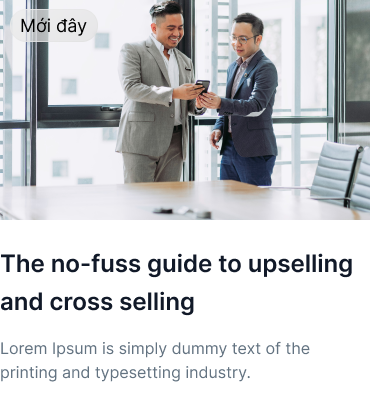 Mới đây
The no-fuss guide to upselling
and cross selling
Lorem Ipsum is simply dummy text of the
printing and typesetting industry.